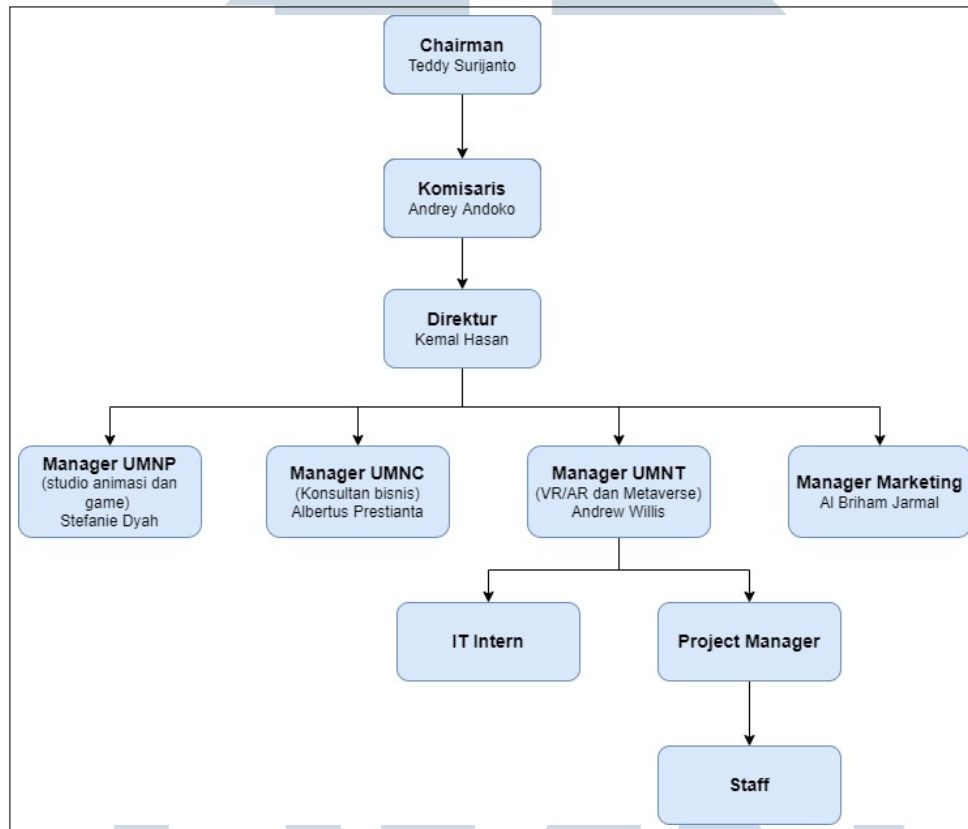 Chairman
Teddy Surijanto
Komisaris
Andrey Andoko
Direktur
Kemal Hasan
Manager UMNP
(studio animasi dan
game)
Stefanie Dyah
Manager UMNC
(Konsultan bisnis)
Albertus Prestianta
Manager UMNT
(VR/AR dan Metaverse)
Andrew Willis
Manager Marketing
Al Briham Jarmal
IT Intern
Project Manager
Staff